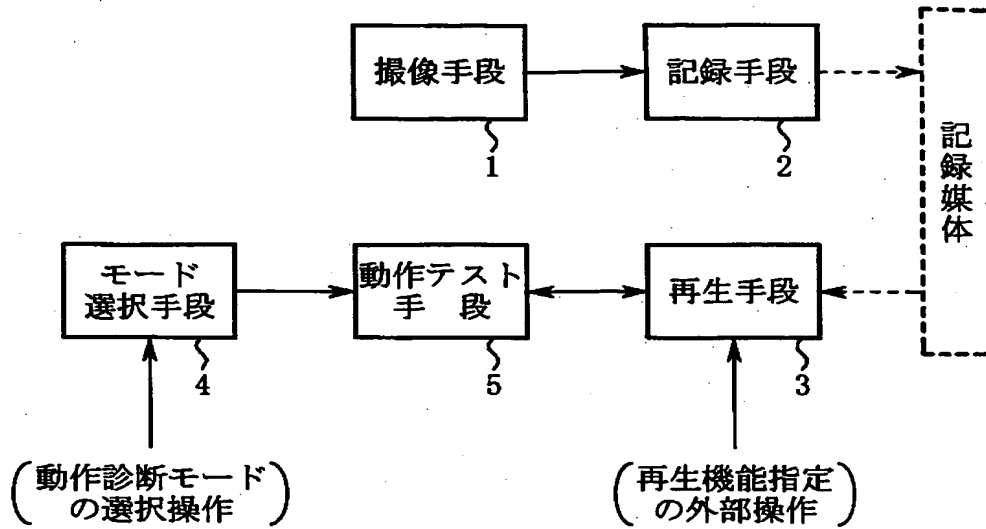 撮像手段
記録手段
1
2
記録媒体
モード
選択手段
動作テスト
手 段
再生手段
4
5
3
(動作診断モード
の選択操作)
(再生機能指定
の外部操作)